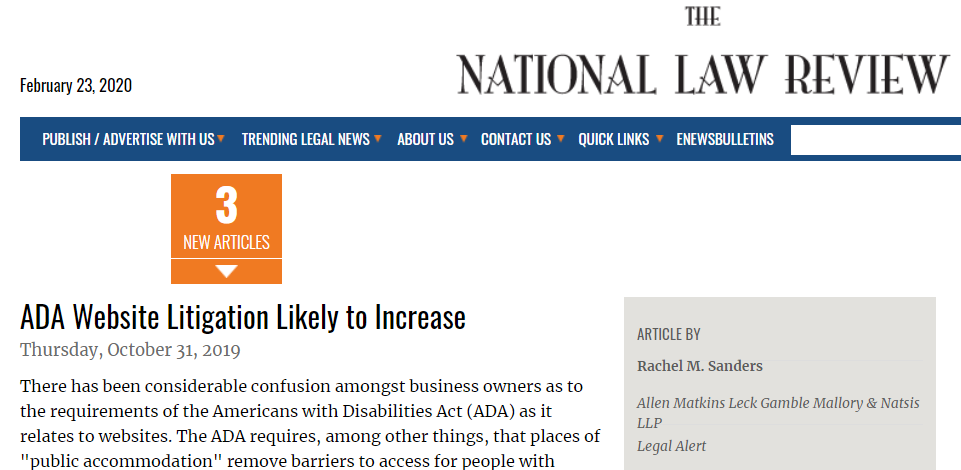 THE
NATIONAL LAW REVIEW
February 23, 2020
PUBLISH / ADVERTISE WITH US TRENDING LEGAL NEWS ABOUT US CONTACT US QUICK LINKS ENEWSBULLETINS
3
NEW ARTICLES
ADA Website Litigation Likely to Increase
Thursday, October 31, 2019
There has been considerable confusion amongst business owners as to
the requirements of the Americans with Disabilities Act (ADA) as it
relates to websites. The ADA requires, among other things, that places of
"public accommodation" remove barriers to access for people with
ARTICLE BY
Rachel M. Sanders
Allen Matkins Leck Gamble Mallory & Natsis
LLP
Legal Alert